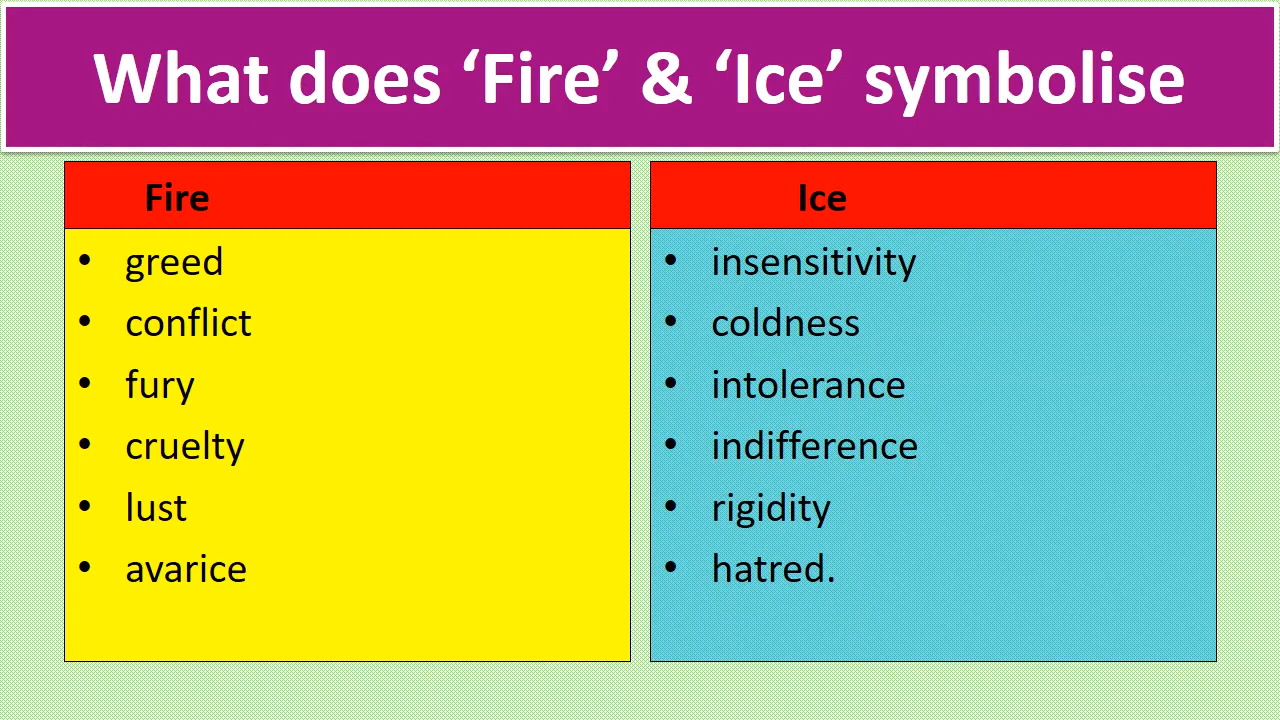 What does ‘Fire’ & ‘Ice’ symbolise
Fire
• greed
• conflict
• fury
• cruelty
• lust
• avarice
Ice
• insensitivity
• coldness
• intolerance
• indifference
• rigidity
• hatred.